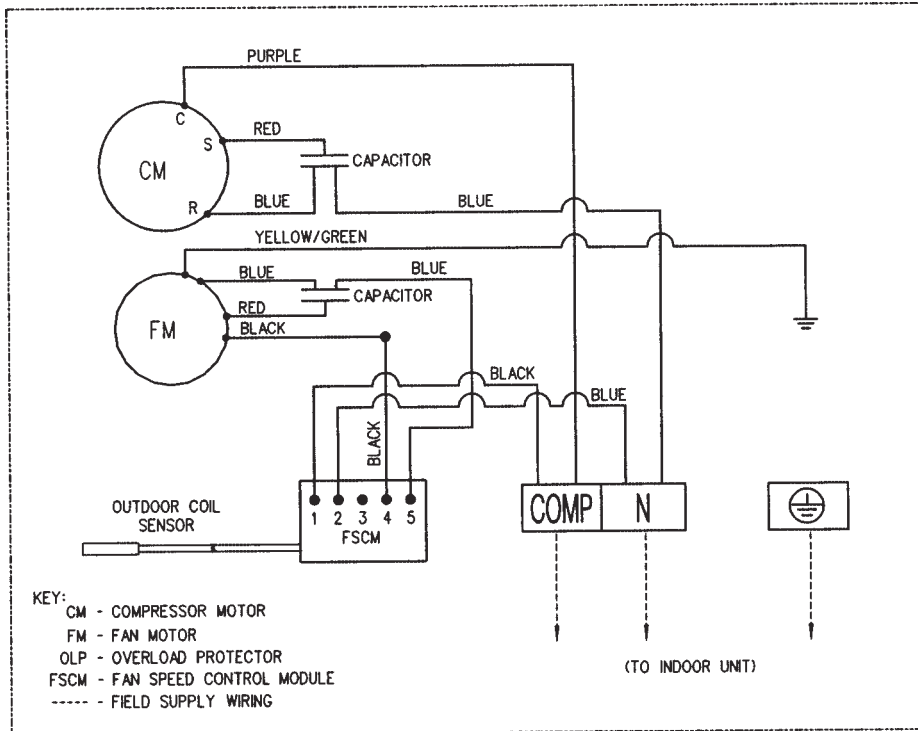 PURPLE
C
RED
S
CM
CAPACITOR
R
BLUE
BLUE
YELLOW/GREEN
BLUE
BLUE
CAPACITOR
RED
FM
BLACK
BLACK
BLUE
BLACK
1 2 3 4 5
FSCM
COMP
N
OUTDOOR COIL
SENSOR
KEY:
CM - COMPRESSOR MOTOR
FM - FAN MOTOR
OLP - OVERLOAD PROTECTOR
FSCM - FAN SPEED CONTROL MODULE
----- - FIELD SUPPLY WIRING
(TO INDOOR UNIT)